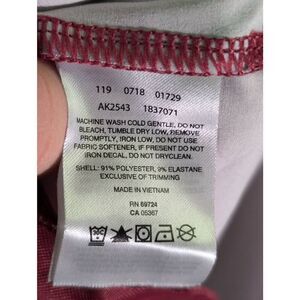 119 0718 01729
AK2543 1837071
MACHINE WASH COLD GENTLE, DO NOT
BLEACH, TUMBLE DRY LOW, REMOVE
PROMPTLY, IRON LOW, DO NOT USE
FABRIC SOFTENER, IF PRESENT DO NOT
IRON DECAL, DO NOT DRYCLEAN.
SHELL: 91% POLYESTER, 9% ELASTANE
EXCLUSIVE OF TRIMMING
MADE IN VIETNAM
RN 69724
CA 05367